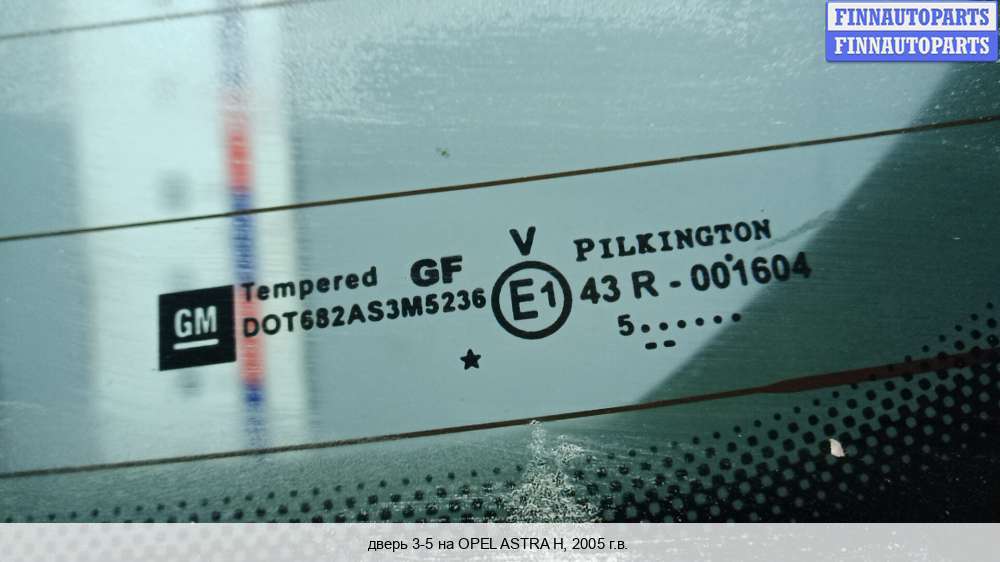 FINNAUTOPARTS
FINNAUTOPARTS
V
Tempered GF
PILKINGTON
GM
DOT682AS3M5236
E1
43 R - 001604
5......
дверь 3-5 на OPEL ASTRA H, 2005 г.в.